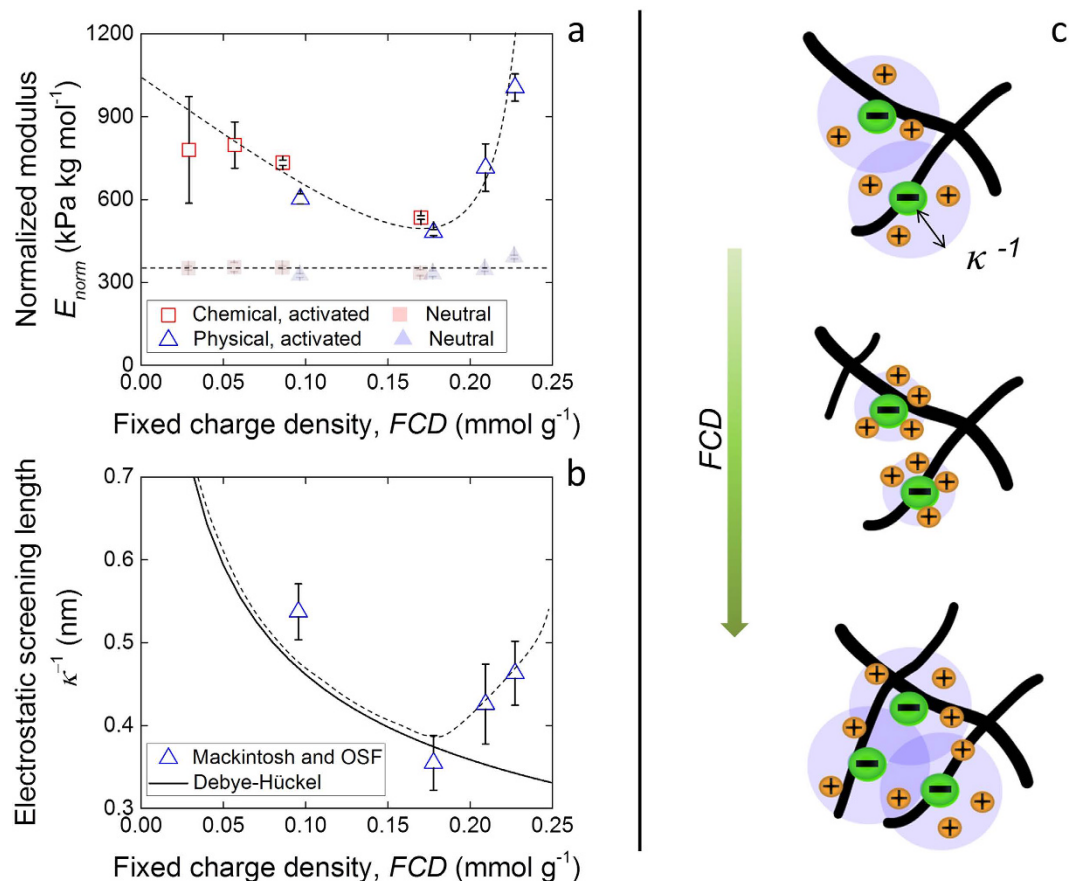 a
1200
900
600
300
0
Normalized modulus
E_norm (kPa kg mol⁻¹)
Chemical, activated
Neutral
Physical, activated
Neutral
0.00 0.05 0.10 0.15 0.20 0.25
Fixed charge density, FCD (mmol g⁻¹)
b
0.7
0.6
0.5
0.4
0.3
Electrostatic screening length
κ⁻¹ (nm)
Mackintosh and OSF
Debye-Hückel
0.00 0.05 0.10 0.15 0.20 0.25
Fixed charge density, FCD (mmol g⁻¹)
c
+
−
+
+
+
−
+
+
κ⁻¹
FCD
+
+
−
+
+
+
+
−
+
+
+
+
−
+
+
+
−
+
−
+
+
+
+